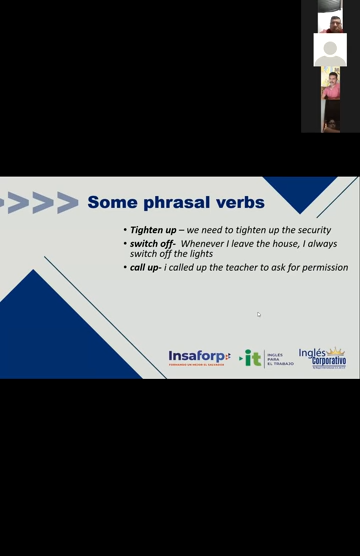 Some phrasal verbs
• Tighten up – we need to tighten up the security
• switch off-  Whenever I leave the house, I always
switch off the lights
• call up- i called up the teacher to ask for permission
Insaforp
it
INGLÉS
PARA
EL TRABAJO
Inglés
Corporativo